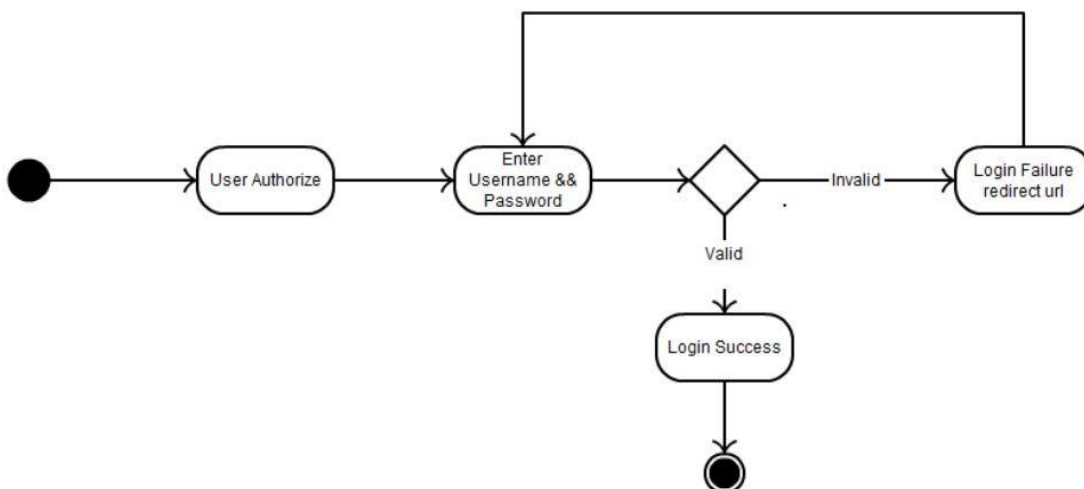 User Authorize
Enter
Username &&
Password
Invalid
Login Failure
redirect url
Valid
Login Success